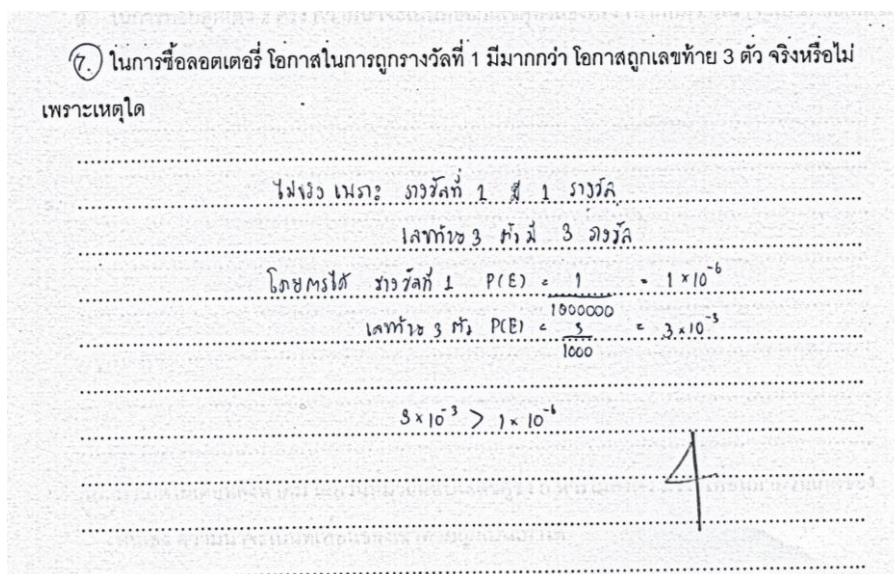 7. ในการซื้อลอตเตอรี่ โอกาสในการถูกรางวัลที่ 1 มีมากกว่า โอกาสถูกเลขท้าย 3 ตัว จริงหรือไม่
เพราะเหตุใด
ไม่จริง เพราะ รางวัลที่ 1 มี 1 รางวัล
เลขท้าย 3 ตัว มี 3 รางวัล
โอกาสได้ รางวัลที่ 1 P(E) = 1/1000000 = 1 × 10⁻⁶
เลขท้าย 3 ตัว P(E) = 3/1000 = 3 × 10⁻³
3 × 10⁻³ > 1 × 10⁻⁶
4